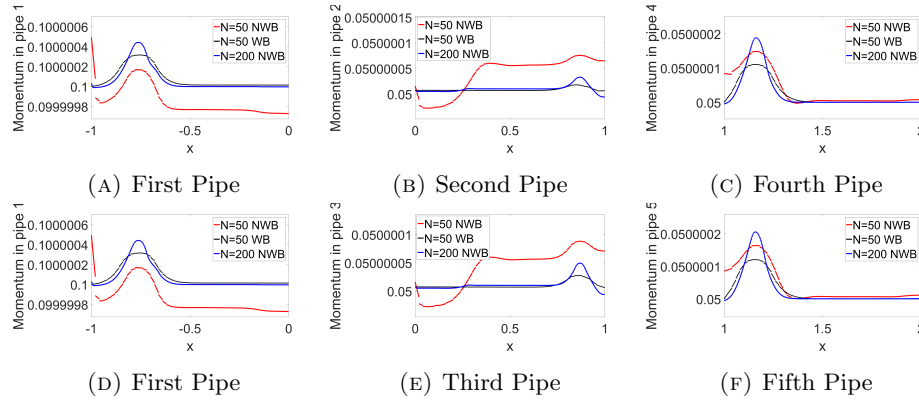 Momentum in pipe 1
0.1000006
0.1000004
0.1000002
0.1
0.0999998
-1
-0.5
0
x
N=50 NWB
N=50 WB
N=200 NWB
(A) First Pipe
Momentum in pipe 2
0.05000015
0.0500001
0.05000005
0.05
0
0.5
1
x
N=50 NWB
N=50 WB
N=200 NWB
(B) Second Pipe
Momentum in pipe 4
0.0500002
0.0500001
0.05
1
1.5
2
x
N=50 NWB
N=50 WB
N=200 NWB
(C) Fourth Pipe
Momentum in pipe 1
0.1000006
0.1000004
0.1000002
0.1
0.0999998
-1
-0.5
0
x
N=50 NWB
N=50 WB
N=200 NWB
(D) First Pipe
Momentum in pipe 3
0.0500001
0.05000005
0.05
0
0.5
1
x
N=50 NWB
N=50 WB
N=200 NWB
(E) Third Pipe
Momentum in pipe 5
0.0500002
0.0500001
0.05
1
1.5
2
x
N=50 NWB
N=50 WB
N=200 NWB
(F) Fifth Pipe